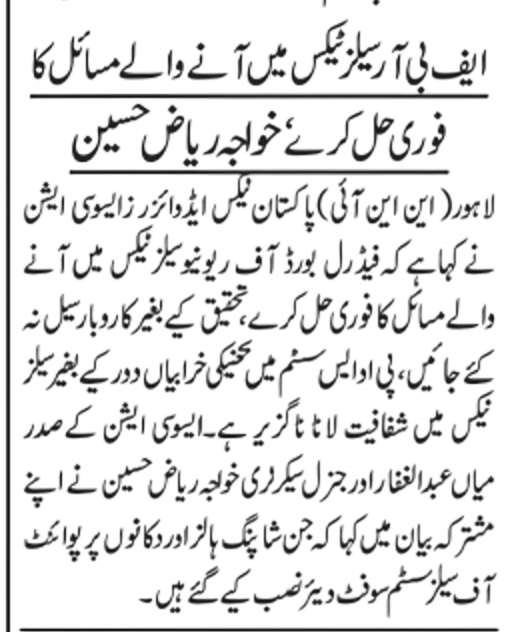 ایف بی آر سیلز ٹیکس میں آنے والے مسائل کا
فوری حل کرے، خواجہ ریاض حسین
لاہور( این این آئی) پاکستان ٹیکس ایڈوائزرز ایسوسی ایشن
نے کہا ہے کہ فیڈرل بورڈ آف ریونیو سیلز ٹیکس میں آنے
والے مسائل کا فوری حل کرے، تحقیق کے بغیر کاروبار سیل نہ
کئے جائیں، پی او ایس سسٹم میں تکنیکی خرابیاں دور کے بغیر سیلز
ٹیکس میں شفافیت لانا ناگزیر ہے۔ ایسوسی ایشن کے صدر
میاں عبدالغفار اور جنرل سیکرٹری خواجہ ریاض حسین نے اپنے
مشترکہ بیان میں کہا کہ جن شاپنگ مالز اور دکانوں پر پوائنٹ
آف سیلز سسٹم سوفٹ ویئر نصب کیے گئے ہیں۔